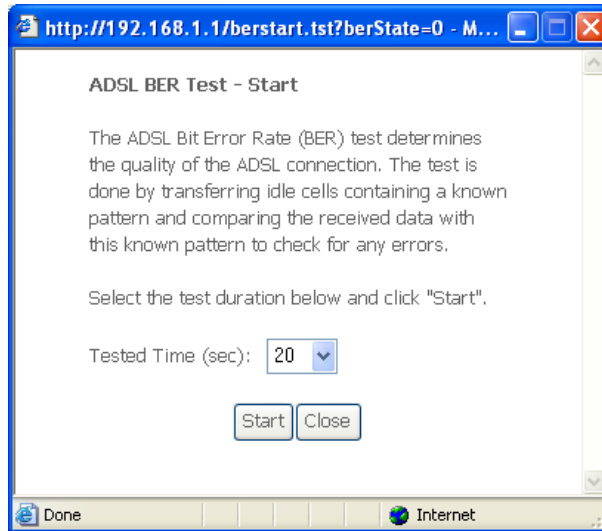 http://192.168.1.1/berstart.tst?berState=0 - M...
ADSL BER Test - Start
The ADSL Bit Error Rate (BER) test determines
the quality of the ADSL connection. The test is
done by transferring idle cells containing a known
pattern and comparing the received data with
this known pattern to check for any errors.
Select the test duration below and click "Start".
Tested Time (sec): 20
Start Close
Done Internet